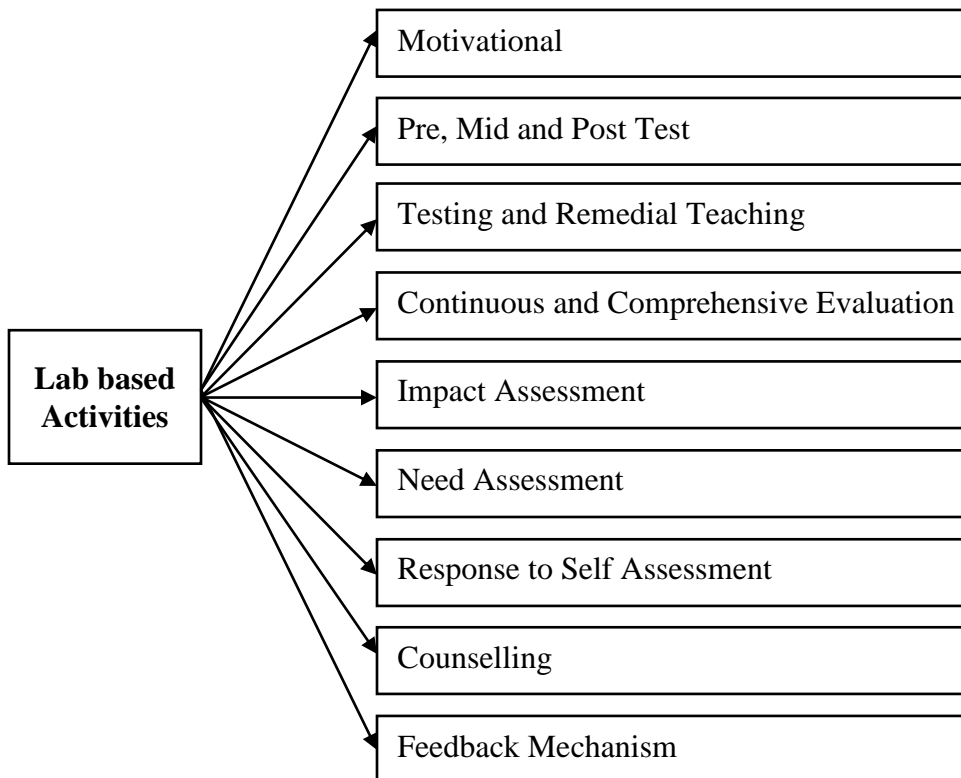 Motivational
Pre, Mid and Post Test
Testing and Remedial Teaching
Continuous and Comprehensive Evaluation
Lab based
Activities
Impact Assessment
Need Assessment
Response to Self Assessment
Counselling
Feedback Mechanism